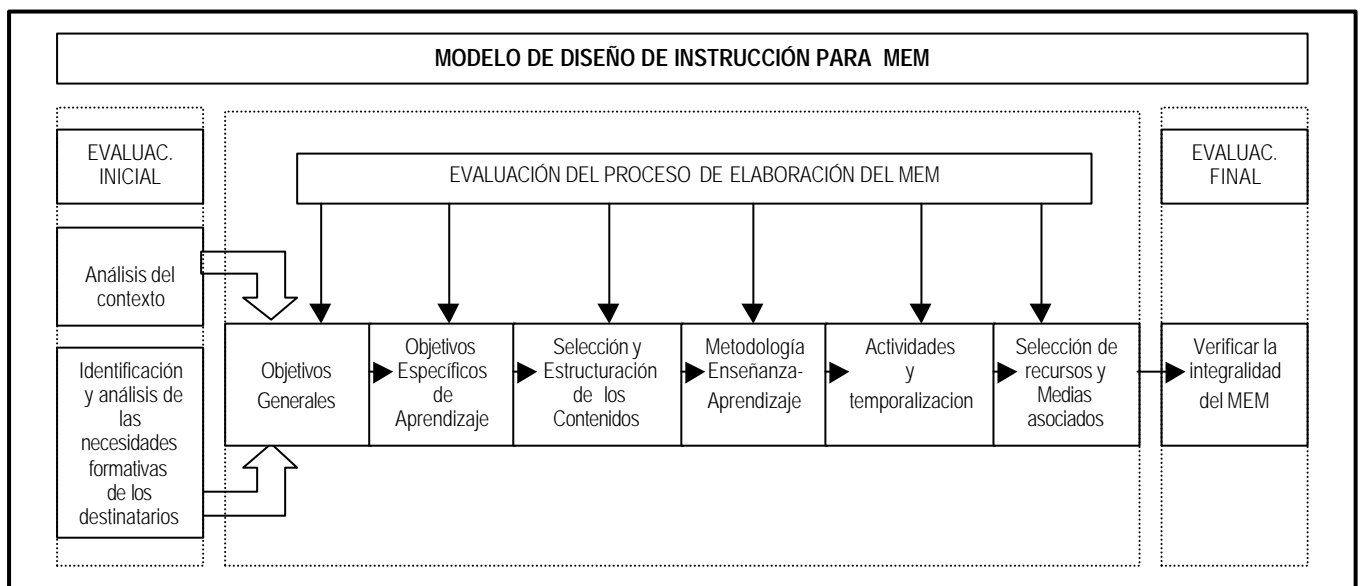 MODELO DE DISEÑO DE INSTRUCCIÓN PARA MEM
EVALUAC.
INICIAL
Análisis del
contexto
Identificación
y análisis de
las
necesidades
formativas
de los
destinatarios
EVALUACIÓN DEL PROCESO DE ELABORACIÓN DEL MEM
Objetivos
Generales
Objetivos
Específicos
de
Aprendizaje
Selección y
Estructuración
de los
Contenidos
Metodología
Enseñanza-
Aprendizaje
Actividades
y
temporalizacion
Selección de
recursos y
Medias
asociados
EVALUAC.
FINAL
Verificar la
integralidad
del MEM